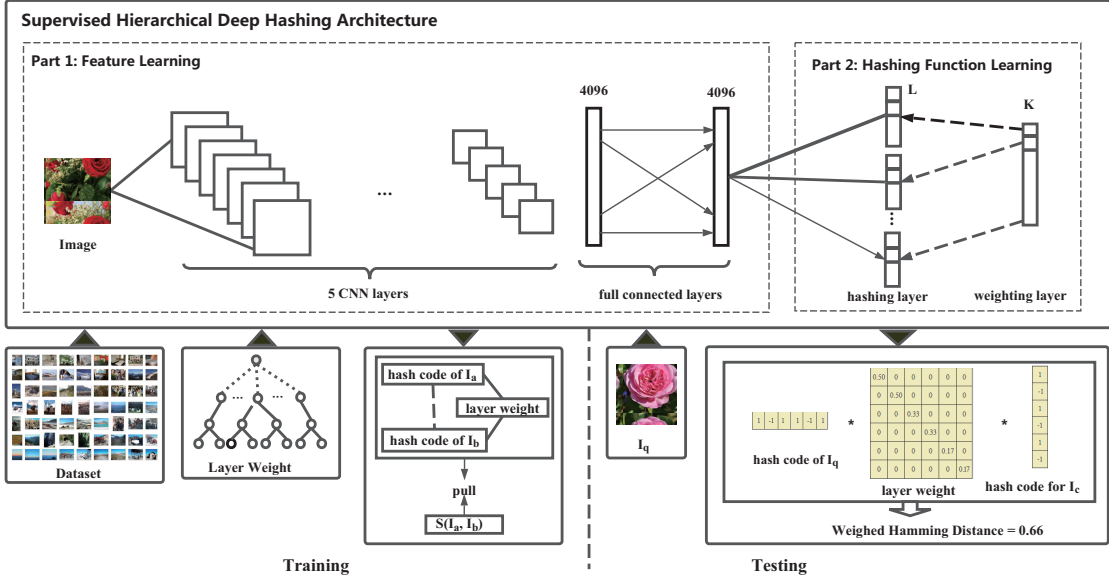 Supervised Hierarchical Deep Hashing Architecture
Part 1: Feature Learning
Part 2: Hashing Function Learning
4096
4096
L
K
...
...
Image
5 CNN layers
full connected layers
hashing layer
weighting layer
Dataset
... ...
Layer Weight
hash code of Ia
layer weight
hash code of Ib
pull
S(Ia, Ib)
Iq
1 -1 1 1 -1 1
*
0.50 0 0 0 0 0
0 0.50 0 0 0 0
0 0 0.33 0 0 0
0 0 0 0.33 0 0
0 0 0 0 0.17 0
0 0 0 0 0 0.17
*
1
-1
1
-1
1
-1
hash code of Iq
layer weight
hash code for Ic
Weighed Hamming Distance = 0.66
Training
Testing